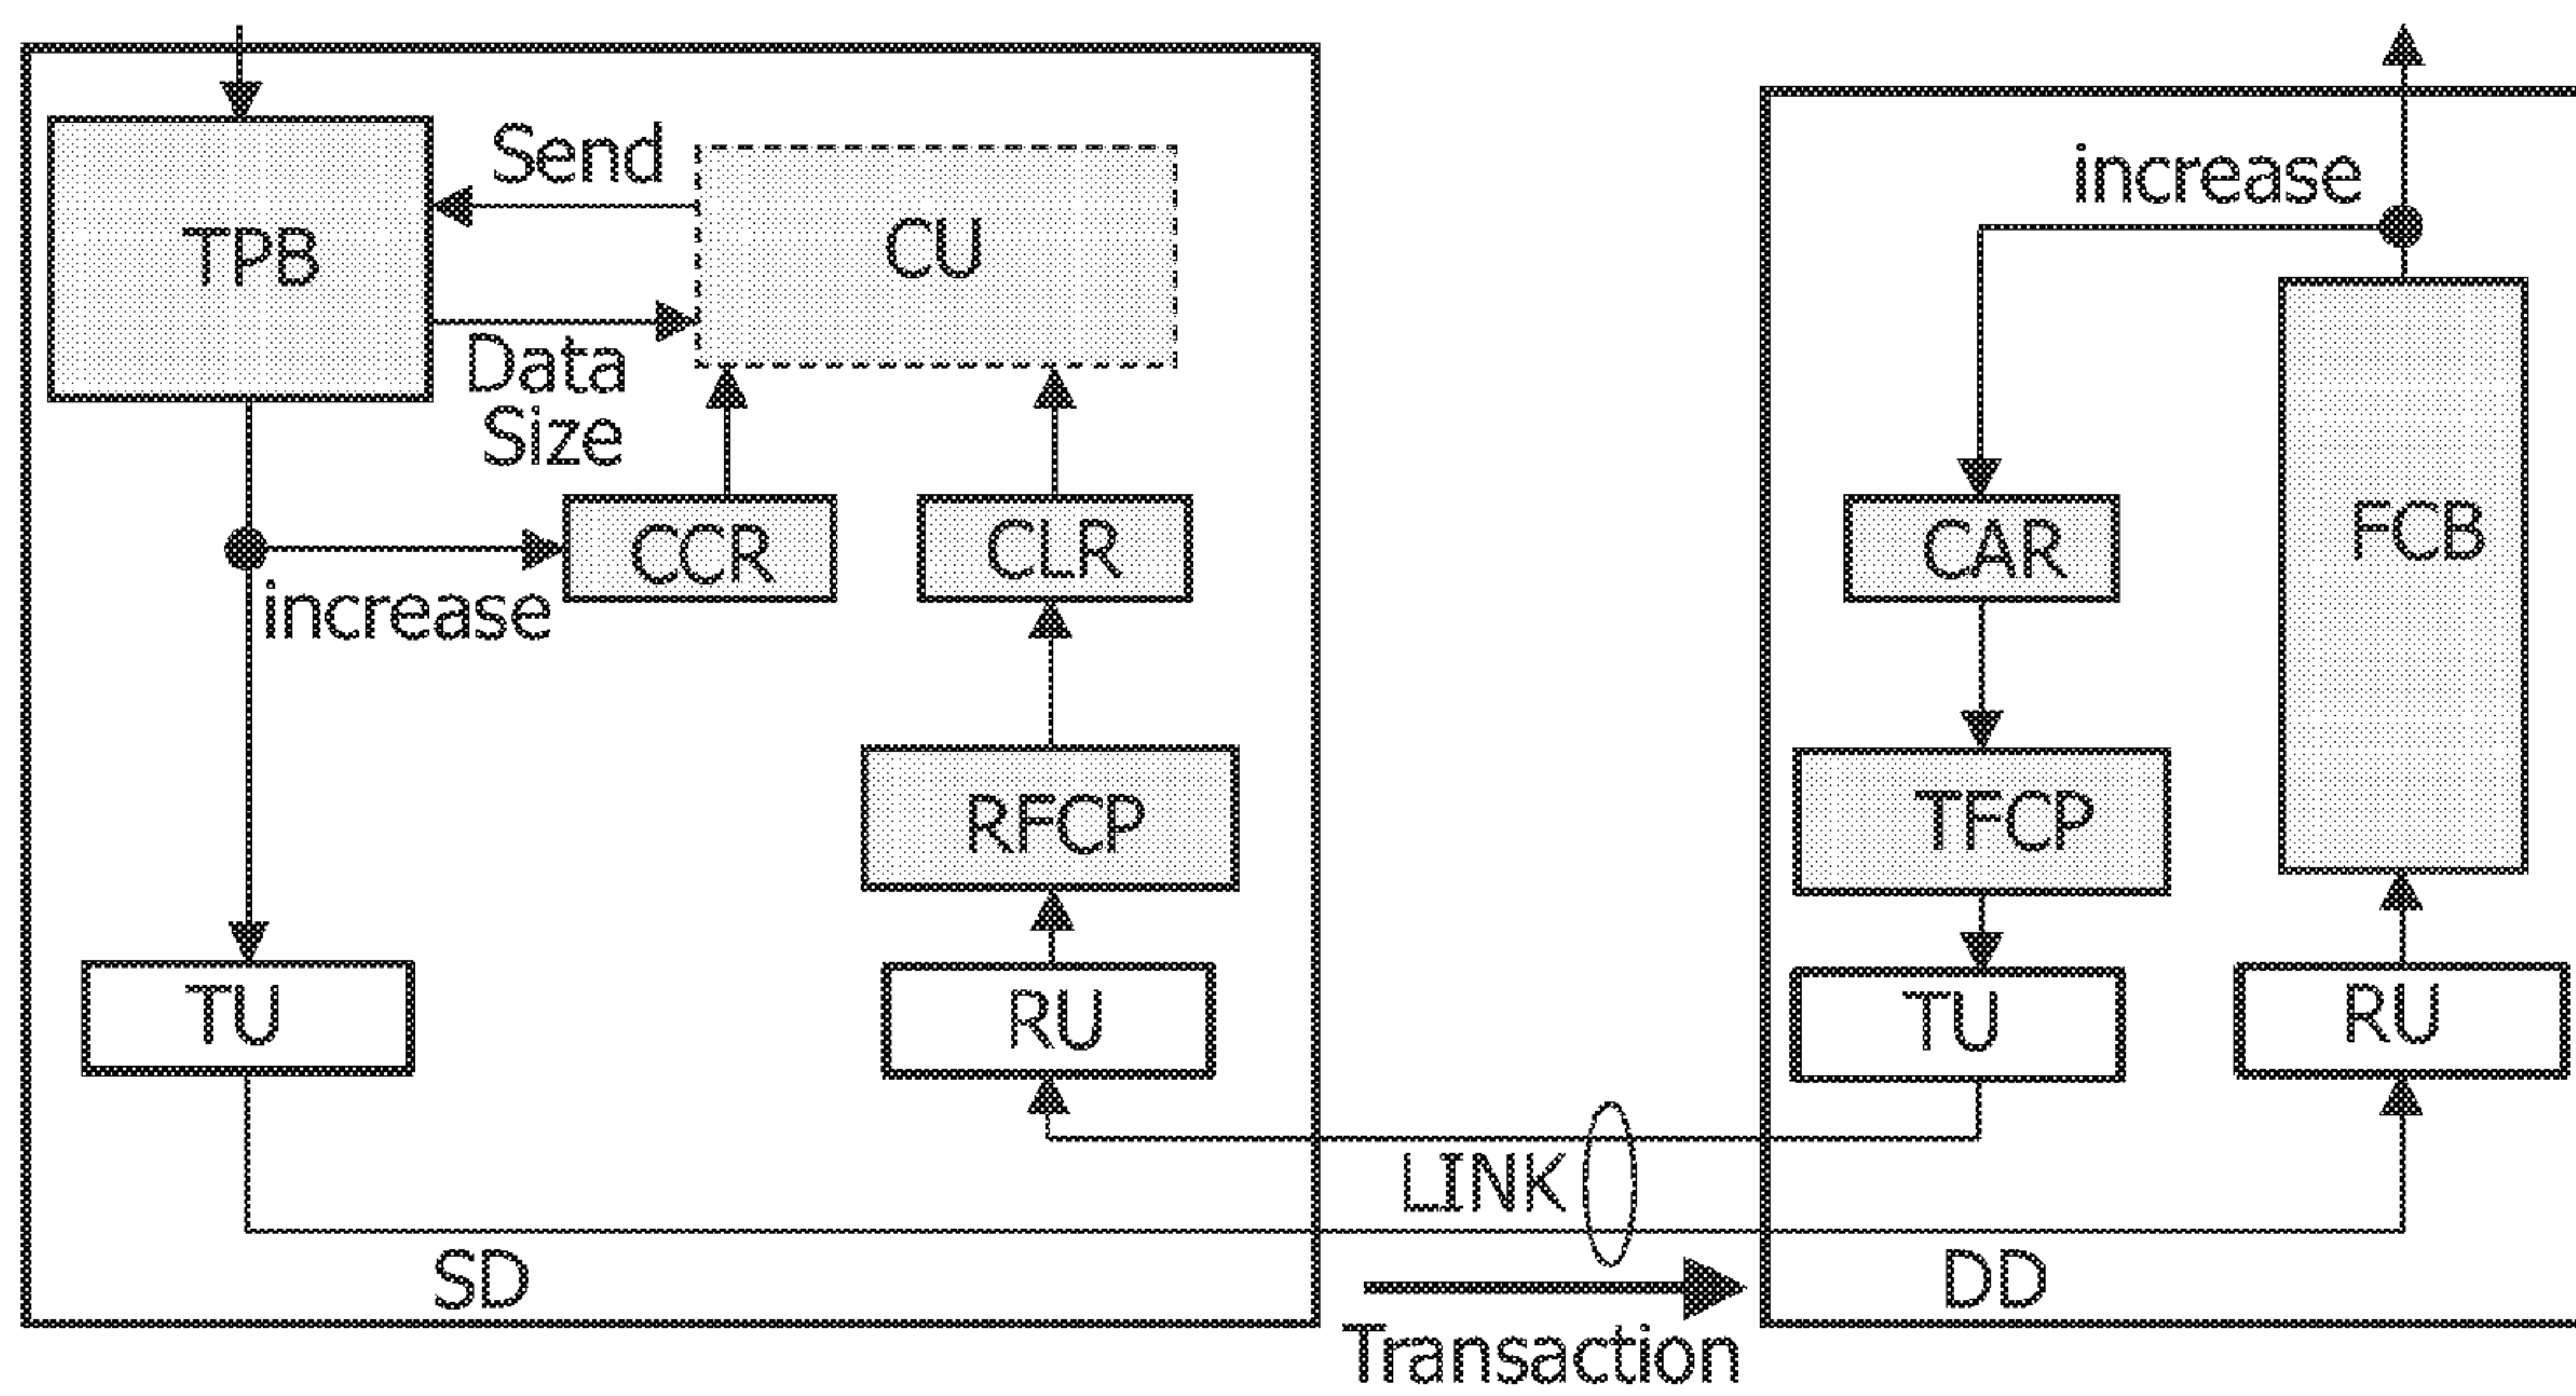 Send
TPB
CU
Data
Size
CCR
CLR
increase
RFCP
TU
RU
SD
LINK
Transaction
increase
CAR
FCB
TFCP
TU
RU
DD